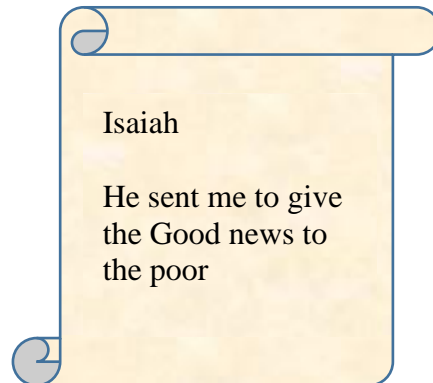 Isaiah
He sent me to give
the Good news to
the poor